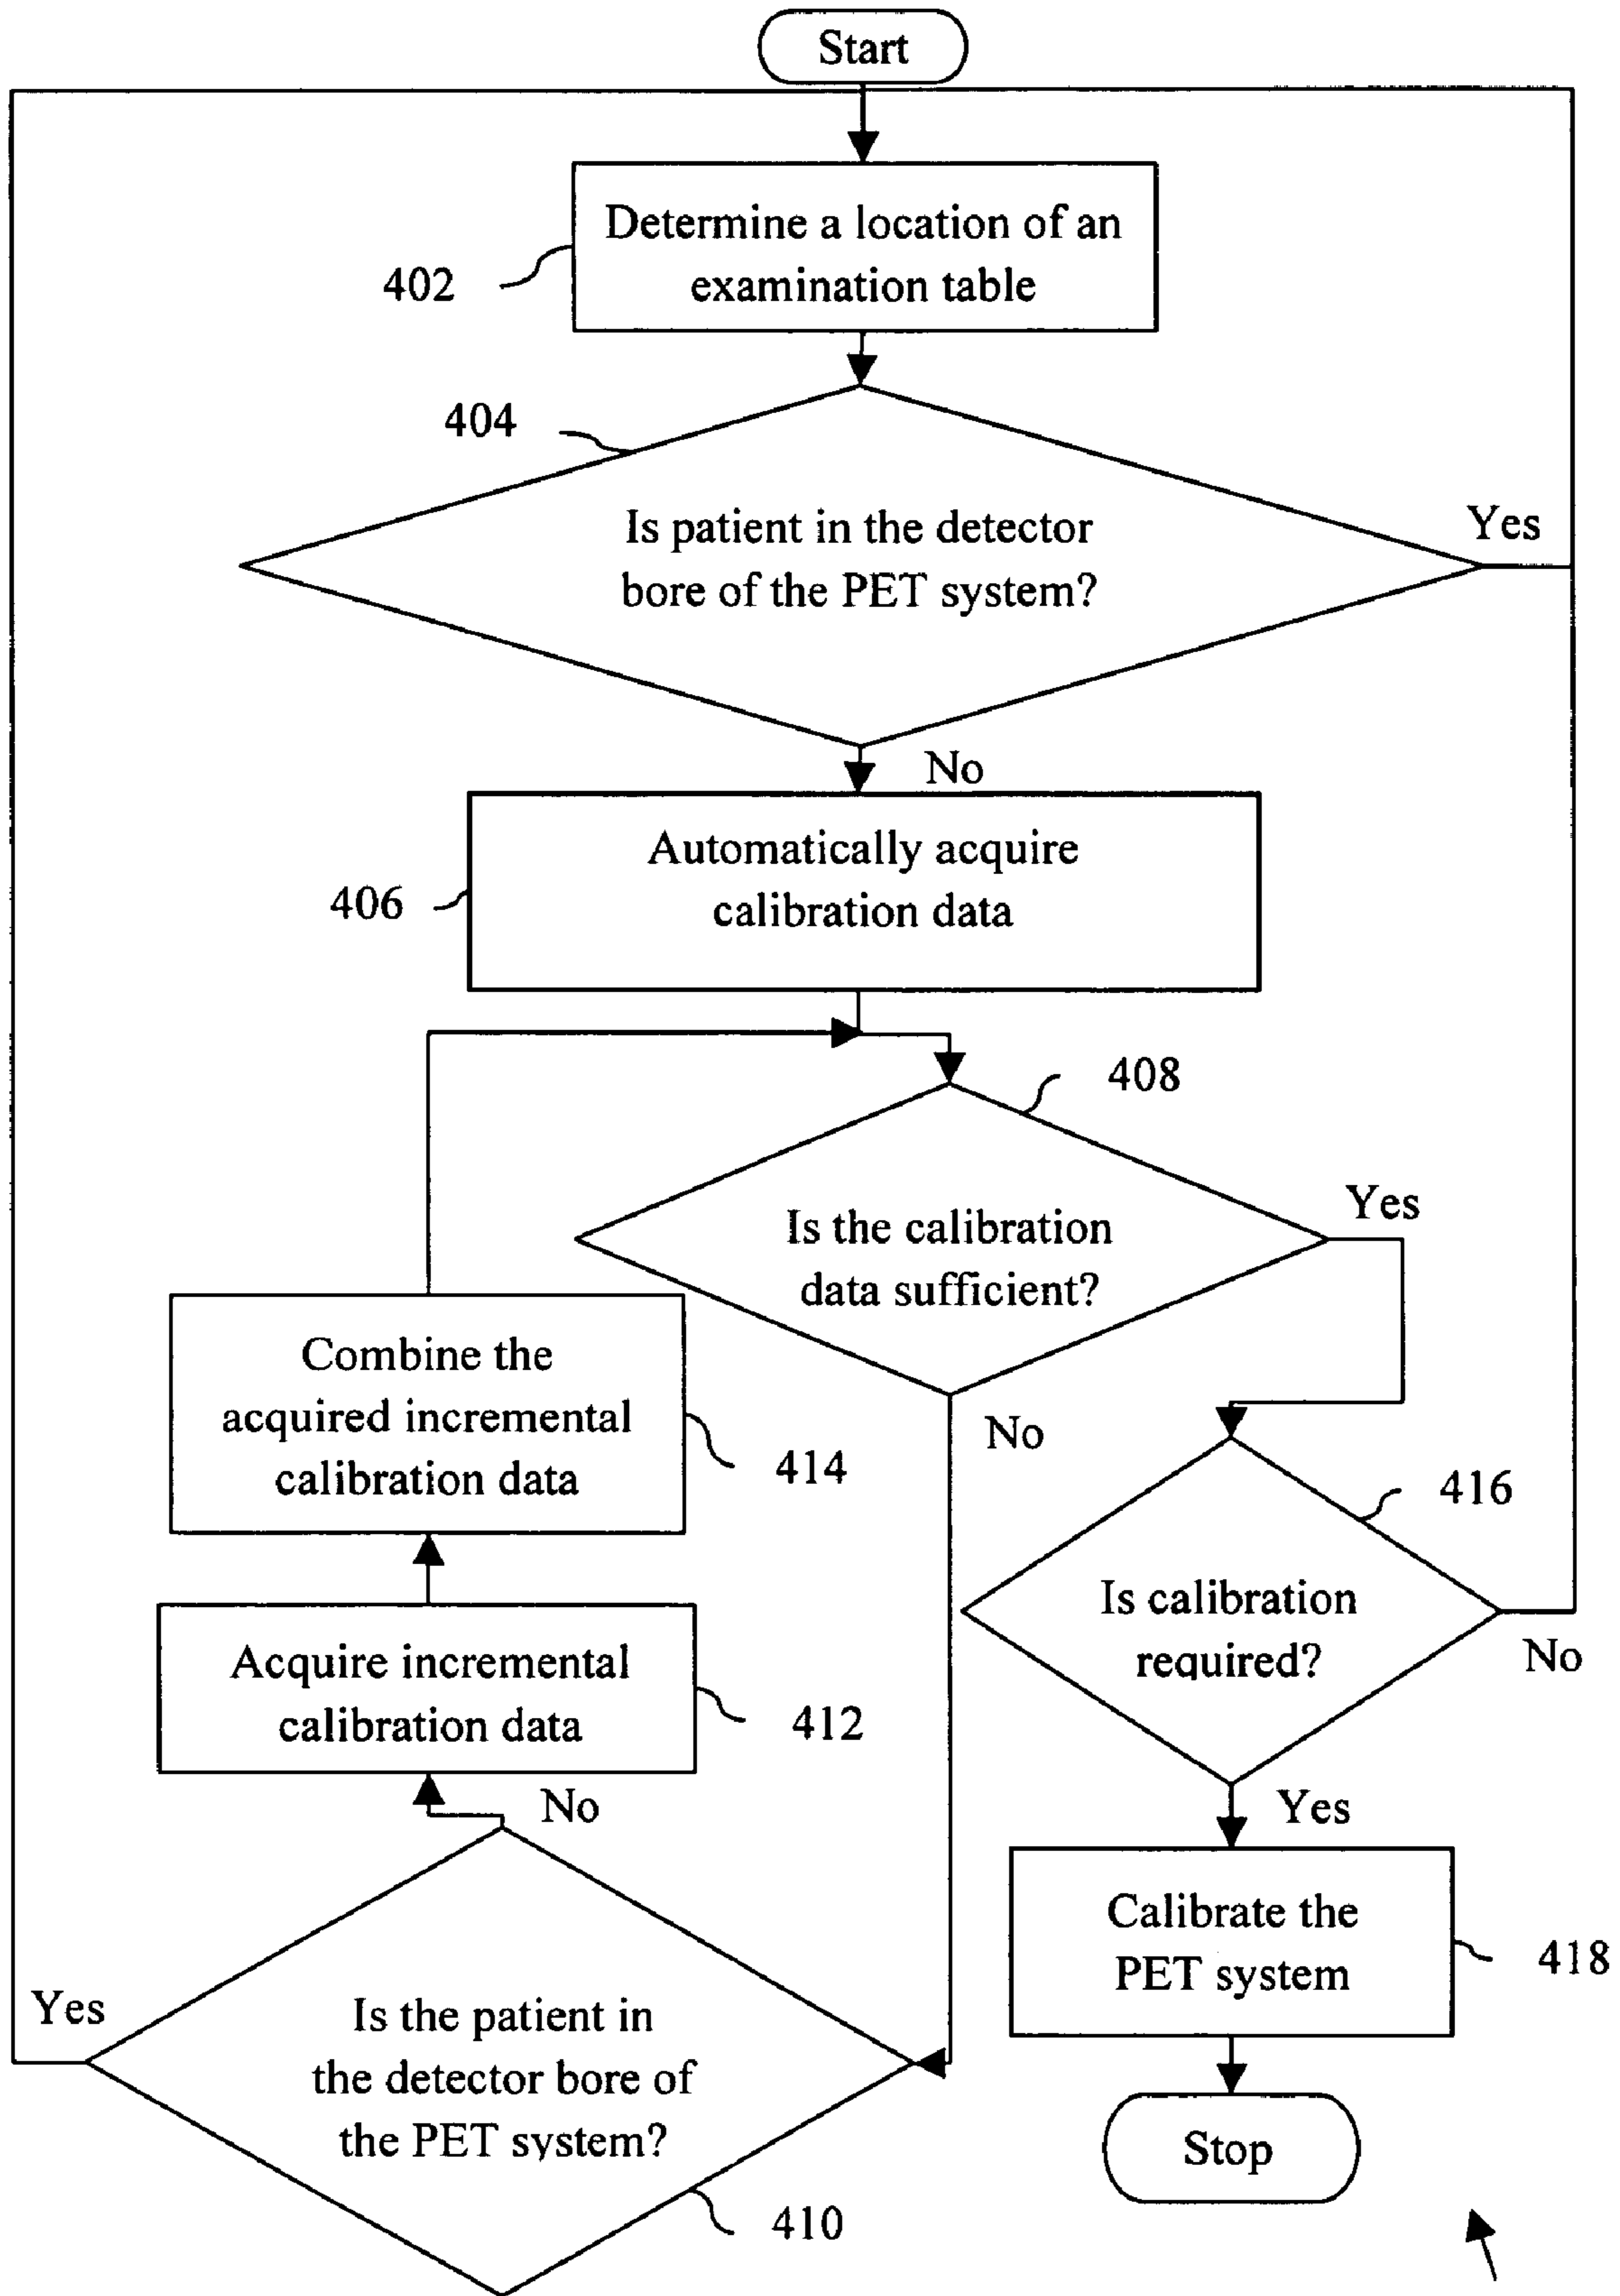 Start
Determine a location of an
examination table
402
404
Is patient in the detector
bore of the PET system?
Yes
No
Automatically acquire
calibration data
406
408
Is the calibration
data sufficient?
Yes
No
Combine the
acquired incremental
calibration data
414
416
Is calibration
required?
No
Acquire incremental
calibration data
412
No
Yes
Calibrate the
PET system
418
Yes
Is the patient in
the detector bore of
the PET system?
410
Stop